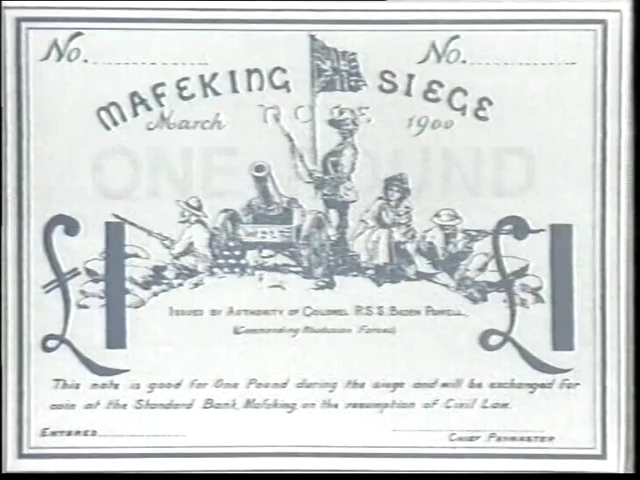 No. No.
MAFEKING SIEGE
March NOTE 1900
ONE POUND
£1 £1
ISSUED BY AUTHORITY OF COLONEL R.S.S. BADEN POWELL.
(Commanding Rhodesian Forces)
This note is good for One Pound during the siege and will be exchanged for
coin at the Standard Bank, Mafeking, on the resumption of Civil Law.
ENTERED
CHIEF PAYMASTER